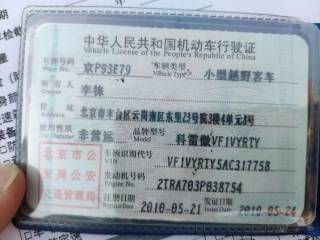 中华人民共和国机动车行驶证
Vehicle License of the People's Republic of China
号牌号码 京P93E79 车辆类型 小型越野客车
Plate No. Vehicle Type
所有人 李
Owner
住址 北京市丰台区云岗南区东里23号院3楼4单元8号
Address
使用性质 非营运 品牌型号 科雷傲VF1VYRTY
Use Character Model
北京市公 车辆识别代号 VF1VYRTY5AC317758
VIN
安局公安 发动机号码 2TRA703P038754
Engine No.
交通管理局 注册日期 2010-05-21 发证日期 2010-05-24
Register Date Issue Date